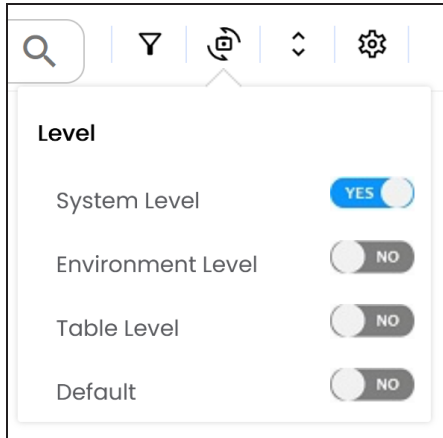 Level
System Level YES
Environment Level NO
Table Level NO
Default NO